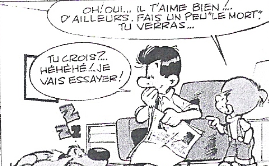 OH! OUI... IL T'AIME BIEN!..
D'AILLEURS, FAIS UN PEU "LE MORT".
TU VERRAS...
TU CROIS?..
HÉHÉHÉ! JE
VAIS ESSAYER!
Z
Z
Z